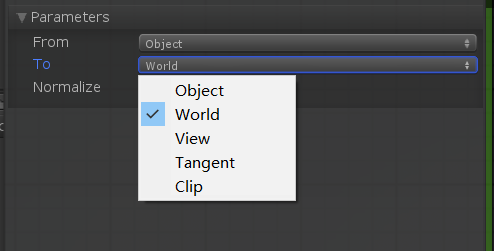 Parameters
From Object
To World
Normalize
Object
World
View
Tangent
Clip